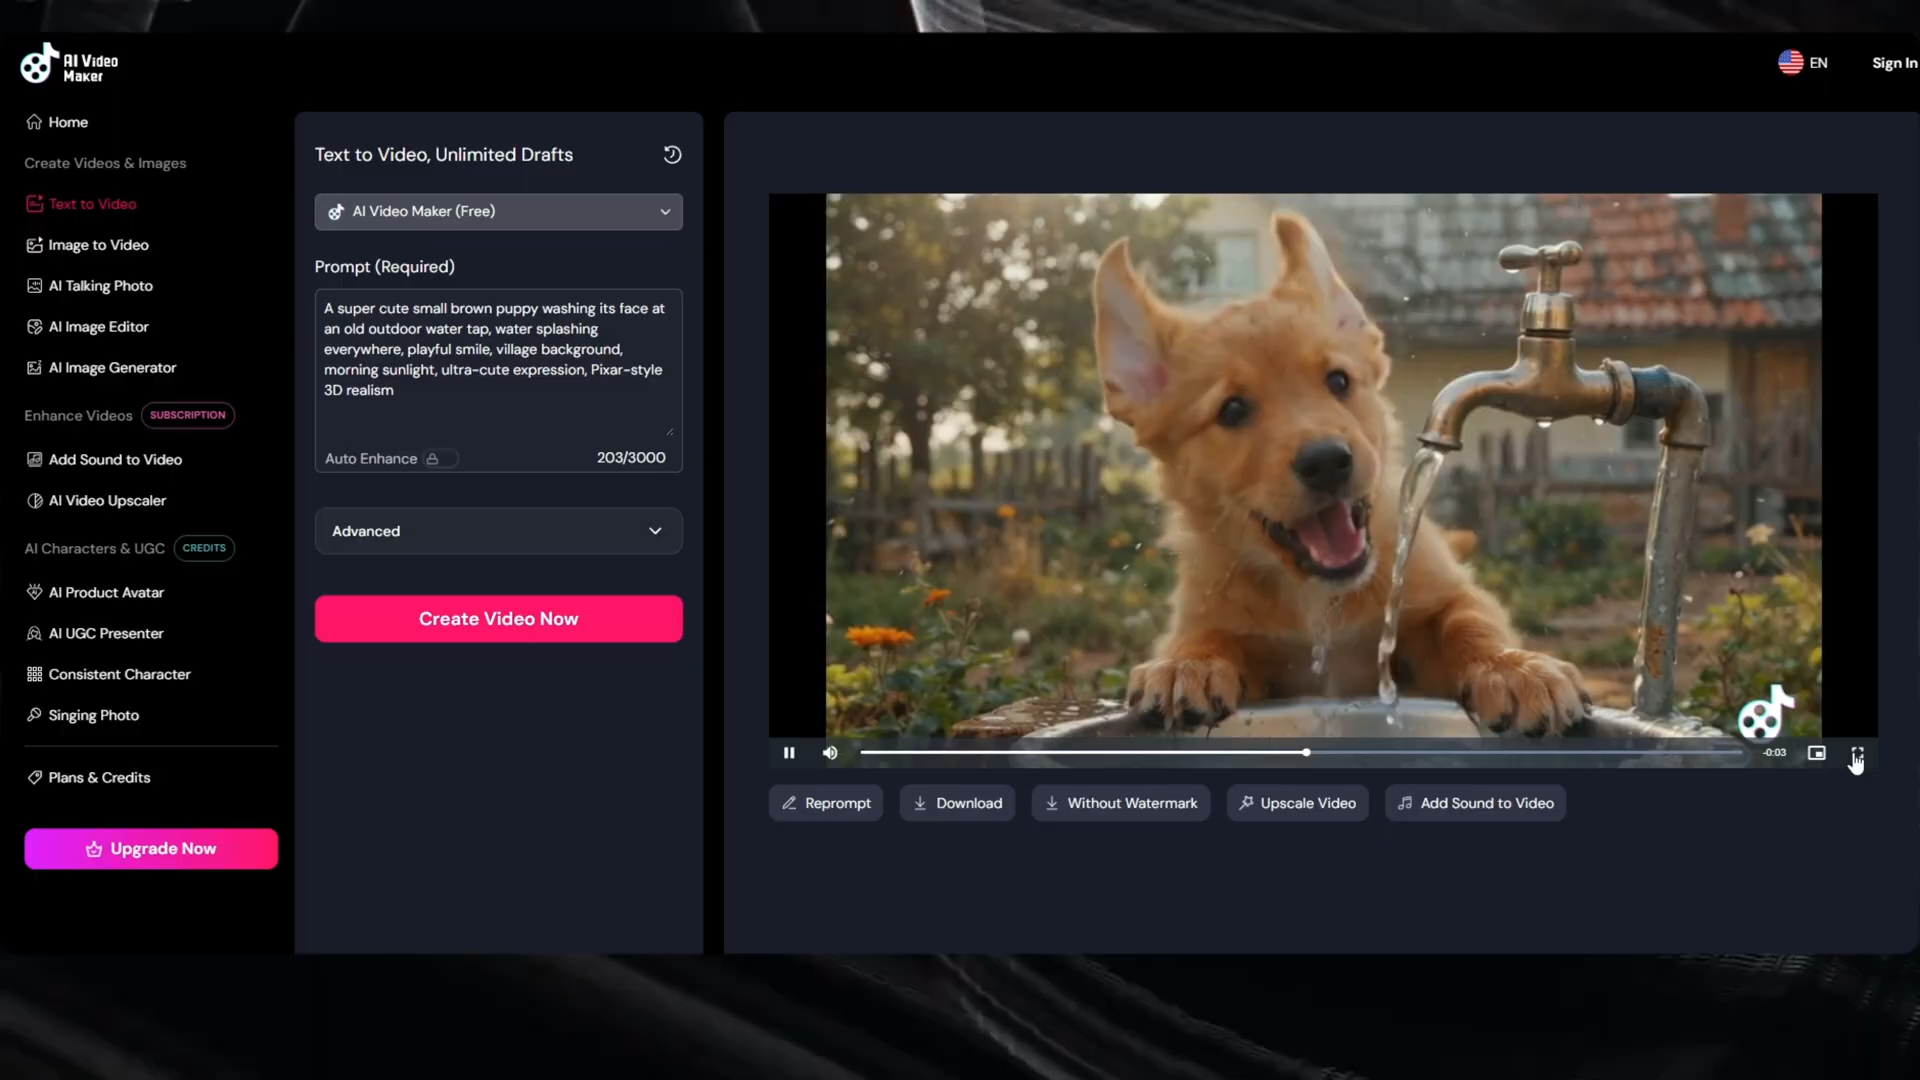 AI Video
Maker
EN
Sign In
Home
Create Videos & Images
Text to Video
Image to Video
AI Talking Photo
AI Image Editor
AI Image Generator
Enhance Videos SUBSCRIPTION
Add Sound to Video
AI Video Upscaler
AI Characters & UGC CREDITS
AI Product Avatar
AI UGC Presenter
Consistent Character
Singing Photo
Plans & Credits
Upgrade Now
Text to Video, Unlimited Drafts
AI Video Maker (Free)
Prompt (Required)
A super cute small brown puppy washing its face at
an old outdoor water tap, water splashing
everywhere, playful smile, village background,
morning sunlight, ultra-cute expression, Pixar-style
3D realism
Auto Enhance 203/3000
Advanced
Create Video Now
-0:03
Reprompt
Download
Without Watermark
Upscale Video
Add Sound to Video